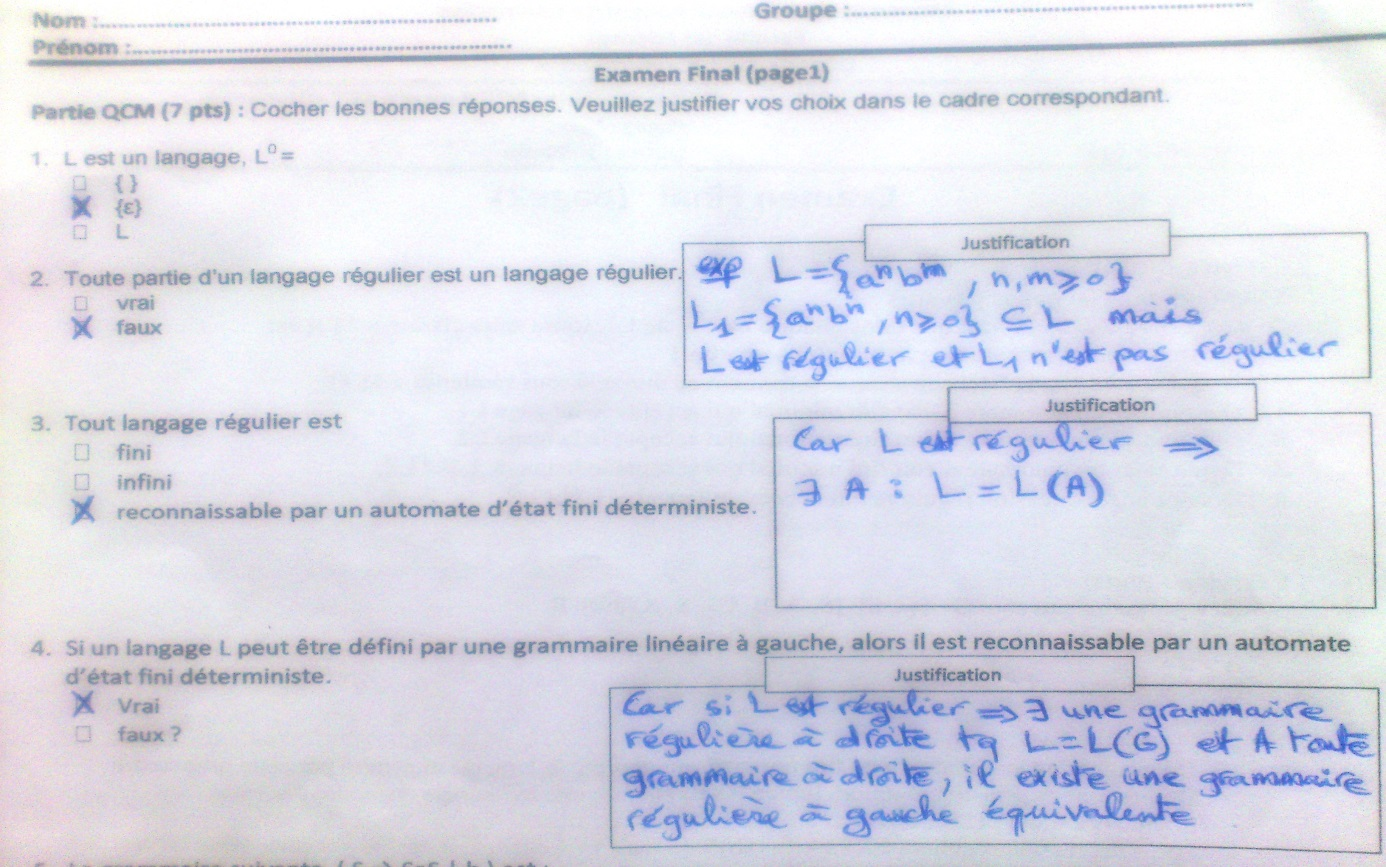 Nom :
Groupe :
Prénom :
Examen Final (page1)
Partie QCM (7 pts) : Cocher les bonnes réponses. Veuillez justifier vos choix dans le cadre correspondant.
1. L est un langage, L⁰ =
{ }
{ε}
L
Justification
2. Toute partie d'un langage régulier est un langage régulier.
vrai
faux
exp L = {aⁿbᵐ , n,m ≥ 0}
L₁ = {aⁿbⁿ , n ≥ 0} ⊆ L mais
L est régulier et L₁ n'est pas régulier
3. Tout langage régulier est
fini
infini
reconnaissable par un automate d'état fini déterministe.
Justification
Car L est régulier ⟹
∃ A : L = L(A)
4. Si un langage L peut être défini par une grammaire linéaire à gauche, alors il est reconnaissable par un automate
d'état fini déterministe.
Vrai
faux ?
Justification
Car si L est régulier ⟹ ∃ une grammaire
régulière à droite tq L = L(G) et A toute
grammaire à droite, il existe une grammaire
régulière à gauche équivalente